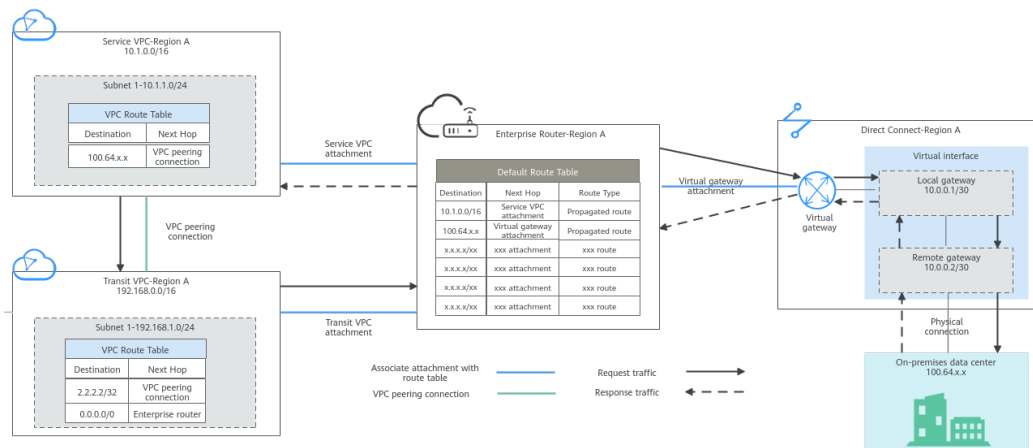 Service VPC-Region A
10.1.0.0/16
Subnet 1-10.1.1.0/24
VPC Route Table
Destination Next Hop
100.64.x.x VPC peering
connection
VPC peering
connection
Transit VPC-Region A
192.168.0.0/16
Subnet 1-192.168.1.0/24
VPC Route Table
Destination Next Hop
2.2.2.2/32 VPC peering
connection
0.0.0.0/0 Enterprise router
Service VPC
attachment
Transit VPC
attachment
Enterprise Router-Region A
Default Route Table
Destination Next Hop Route Type
10.1.0.0/16 Service VPC
attachment Propagated route
100.64.x.x Virtual gateway
attachment Propagated route
x.x.x.x/xx xxx attachment xxx route
x.x.x.x/xx xxx attachment xxx route
x.x.x.x/xx xxx attachment xxx route
x.x.x.x/xx xxx attachment xxx route
Virtual gateway
attachment
Direct Connect-Region A
Virtual interface
Local gateway
10.0.0.1/30
Virtual
gateway
Remote gateway
10.0.0.2/30
Physical
connection
On-premises data center
100.64.x.x
Associate attachment with
route table
VPC peering connection
Request traffic
Response traffic